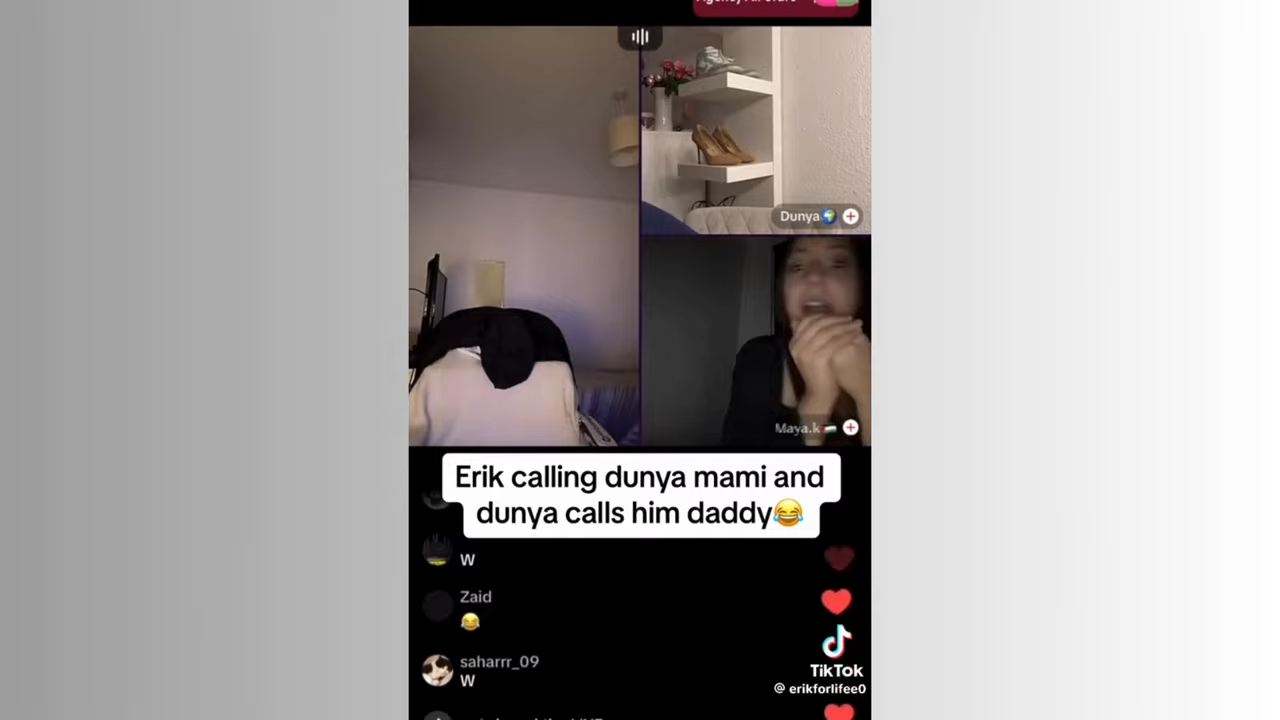 Dunya🌍
Maya.k🇵🇸
Erik calling dunya mami and
dunya calls him daddy😂
W
Zaid
😂
saharrr_09
W
TikTok
@ erikforlifee0